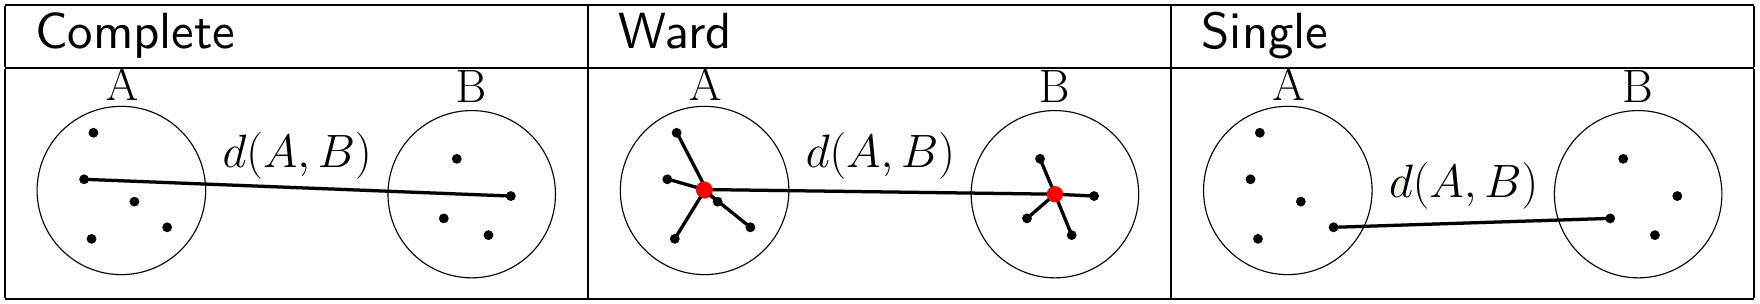 Complete
Ward
Single
A
B
d(A, B)
A
B
d(A, B)
A
B
d(A, B)